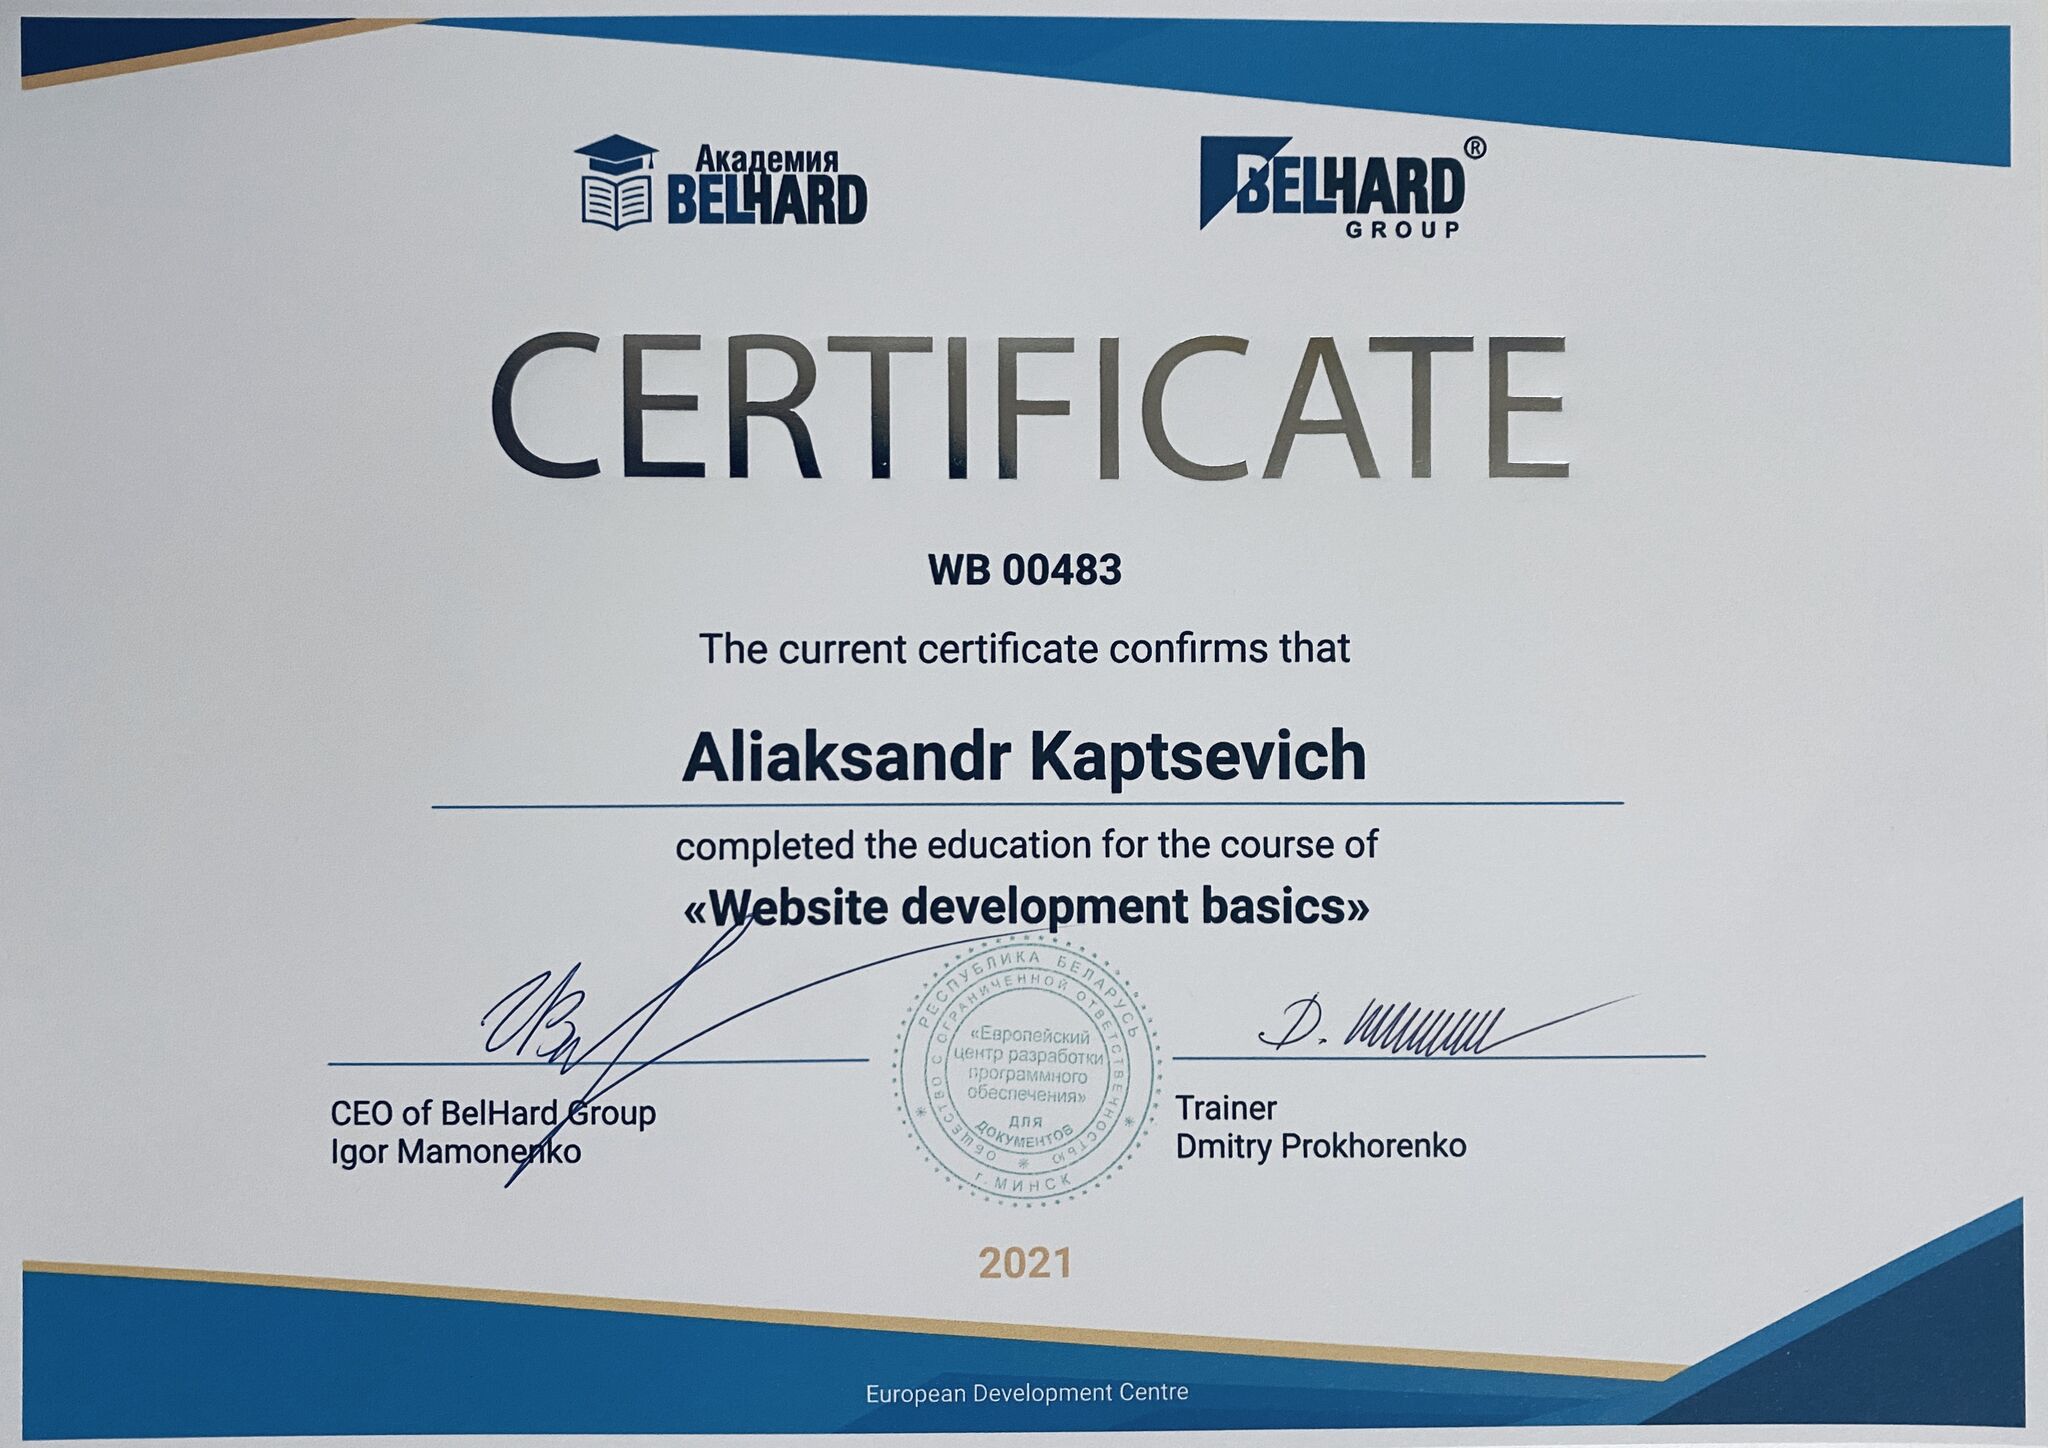 Академия
BELHARD
BELHARD®
GROUP
CERTIFICATE
WB 00483
The current certificate confirms that
Aliaksandr Kaptsevich
completed the education for the course of
«Website development basics»
РЕСПУБЛИКА БЕЛАРУСЬ
ОБЩЕСТВО С ОГРАНИЧЕННОЙ ОТВЕТСТВЕННОСТЬЮ
«Европейский
центр разработки
программного
обеспечения»
ДЛЯ
ДОКУМЕНТОВ
г. МИНСК
CEO of BelHard Group
Igor Mamonenko
Trainer
Dmitry Prokhorenko
2021
European Development Centre